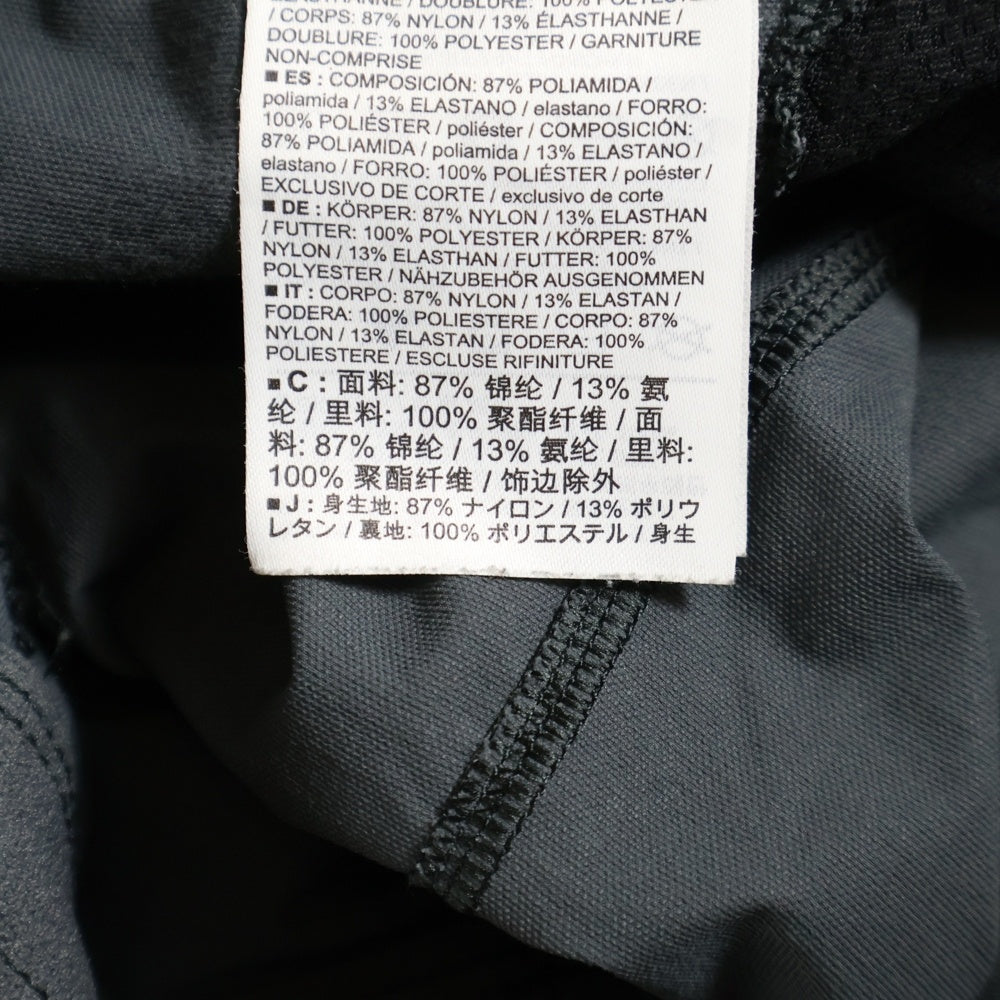 ÉLASTHANNE / DOUBLURE: 100% POLYESTER
/ CORPS: 87% NYLON / 13% ÉLASTHANNE /
DOUBLURE: 100% POLYESTER / GARNITURE
NON-COMPRISE
■ ES : COMPOSICIÓN: 87% POLIAMIDA /
poliamida / 13% ELASTANO / elastano / FORRO:
100% POLIÉSTER / poliéster / COMPOSICIÓN:
87% POLIAMIDA / poliamida / 13% ELASTANO /
elastano / FORRO: 100% POLIÉSTER / poliéster /
EXCLUSIVO DE CORTE / exclusivo de corte
■ DE : KÖRPER: 87% NYLON / 13% ELASTHAN
/ FUTTER: 100% POLYESTER / KÖRPER: 87%
NYLON / 13% ELASTHAN / FUTTER: 100%
POLYESTER / NÄHZUBEHÖR AUSGENOMMEN
■ IT : CORPO: 87% NYLON / 13% ELASTAN /
FODERA: 100% POLIESTERE / CORPO: 87%
NYLON / 13% ELASTAN / FODERA: 100%
POLIESTERE / ESCLUSE RIFINITURE
■ C : 面料: 87% 锦纶 / 13% 氨
纶 / 里料: 100% 聚酯纤维 / 面
料: 87% 锦纶 / 13% 氨纶 / 里料:
100% 聚酯纤维 / 饰边除外
■ J : 身生地: 87% ナイロン / 13% ポリウ
レタン / 裏地: 100% ポリエステル / 身生